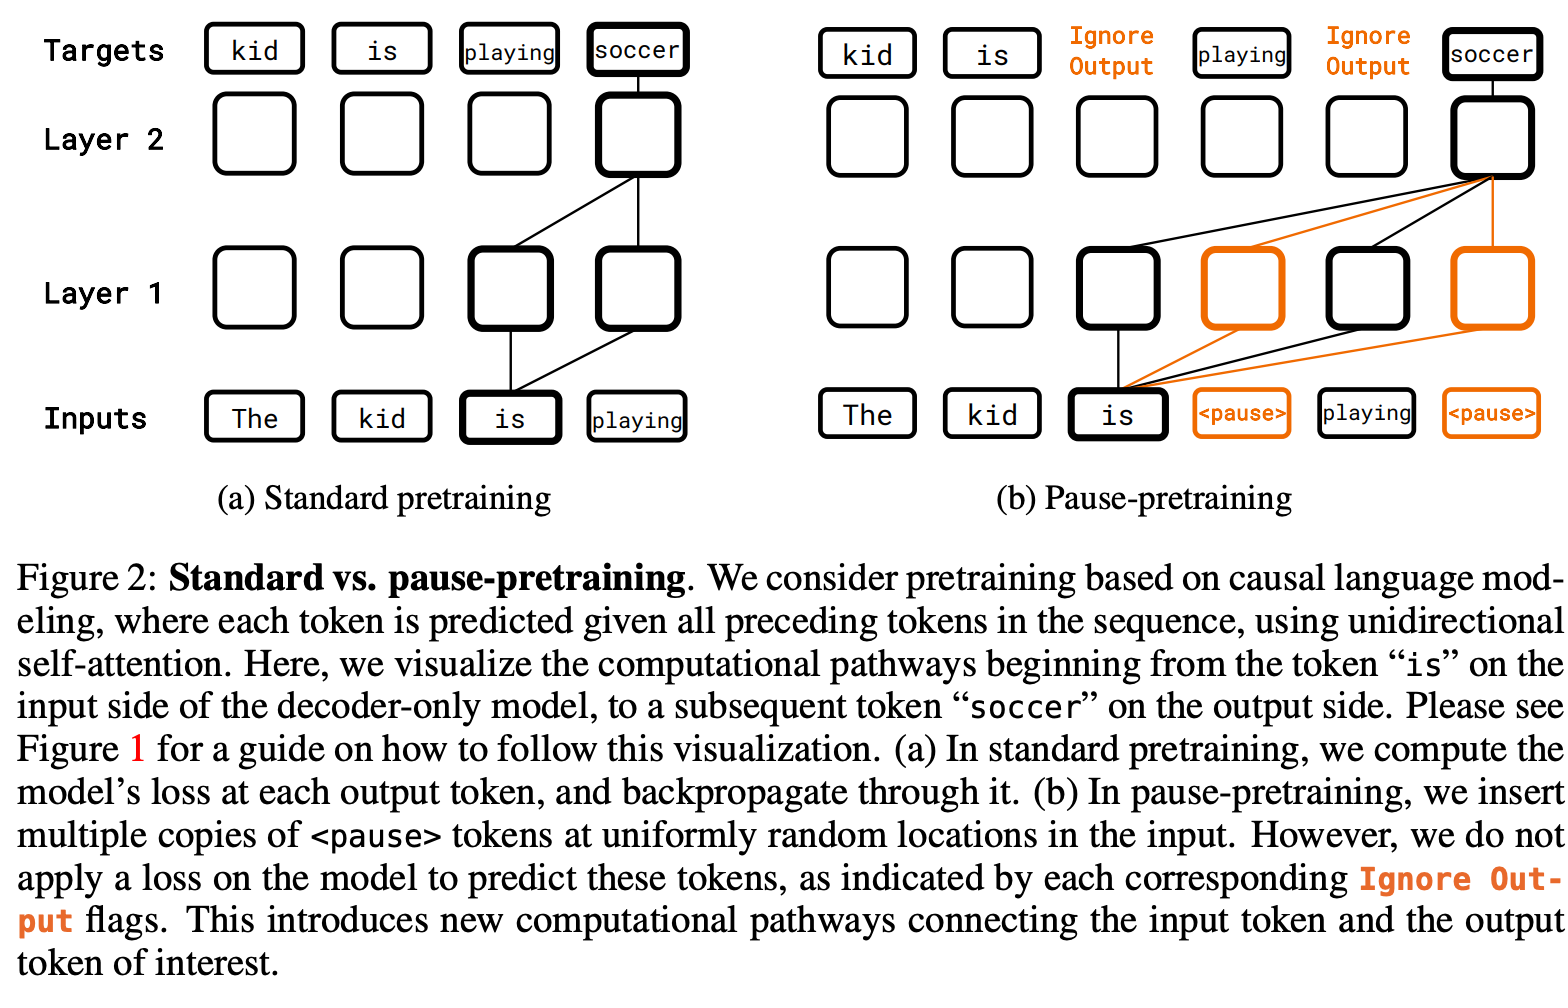 Targets kid is playing soccer kid is Ignore Output playing Ignore Output soccer
Layer 2
Layer 1
Inputs The kid is playing The kid is <pause> playing <pause>
(a) Standard pretraining (b) Pause-pretraining
Figure 2: Standard vs. pause-pretraining. We consider pretraining based on causal language mod-
eling, where each token is predicted given all preceding tokens in the sequence, using unidirectional
self-attention. Here, we visualize the computational pathways beginning from the token “is” on the
input side of the decoder-only model, to a subsequent token “soccer” on the output side. Please see
Figure 1 for a guide on how to follow this visualization. (a) In standard pretraining, we compute the
model’s loss at each output token, and backpropagate through it. (b) In pause-pretraining, we insert
multiple copies of <pause> tokens at uniformly random locations in the input. However, we do not
apply a loss on the model to predict these tokens, as indicated by each corresponding Ignore Out-
put flags. This introduces new computational pathways connecting the input token and the output
token of interest.